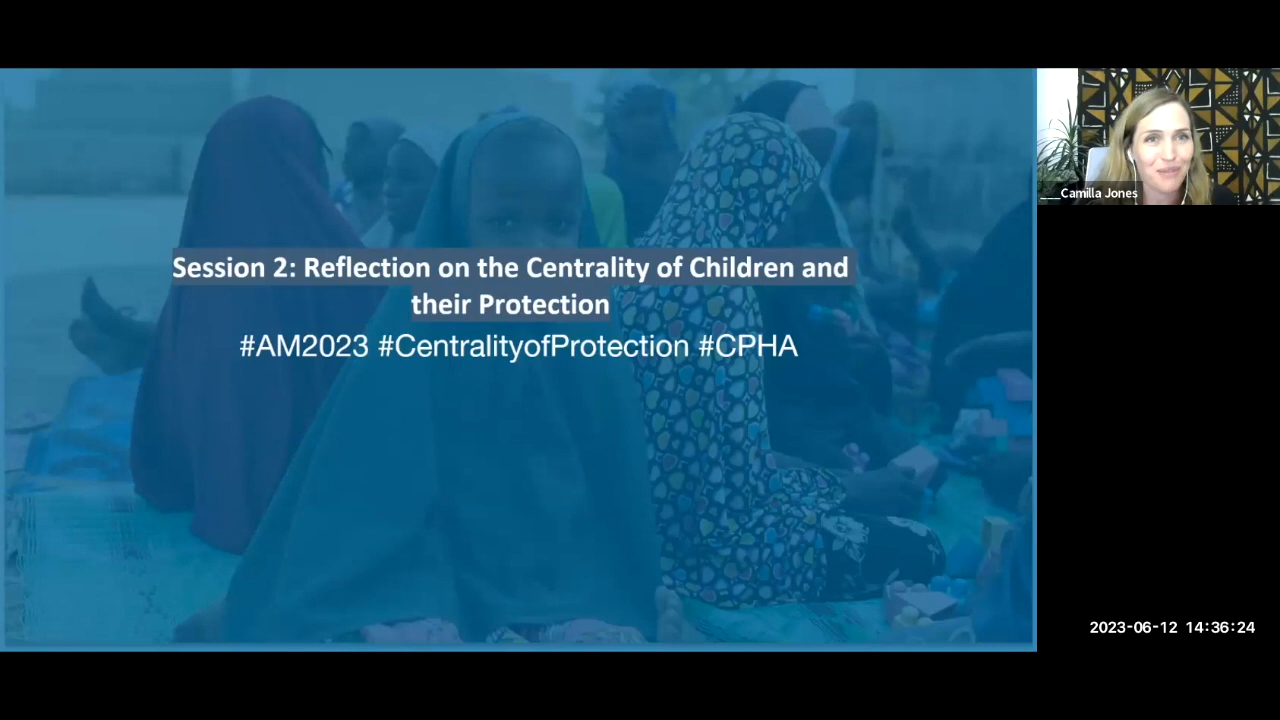 Session 2: Reflection on the Centrality of Children and
their Protection
#AM2023 #CentralityofProtection #CPHA
___Camilla Jones
2023-06-12 14:36:24